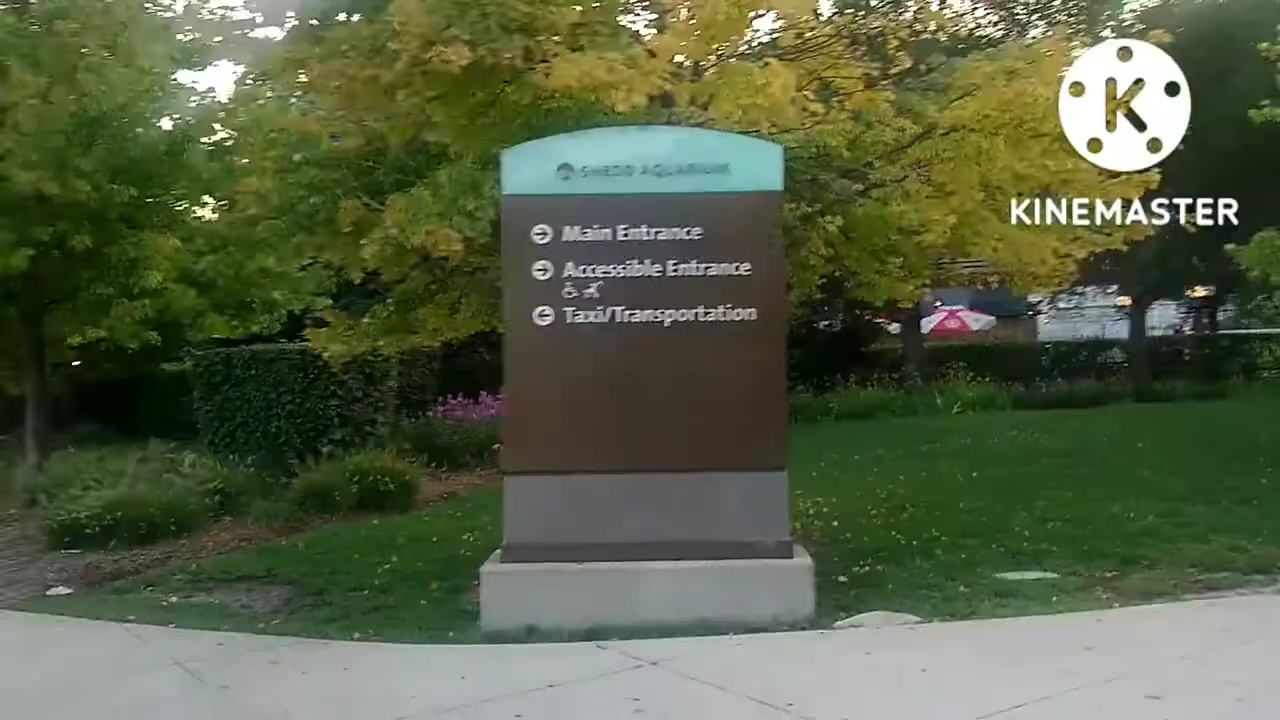 SHEDD AQUARIUM
Main Entrance
Accessible Entrance
Taxi/Transportation
K
KINEMASTER